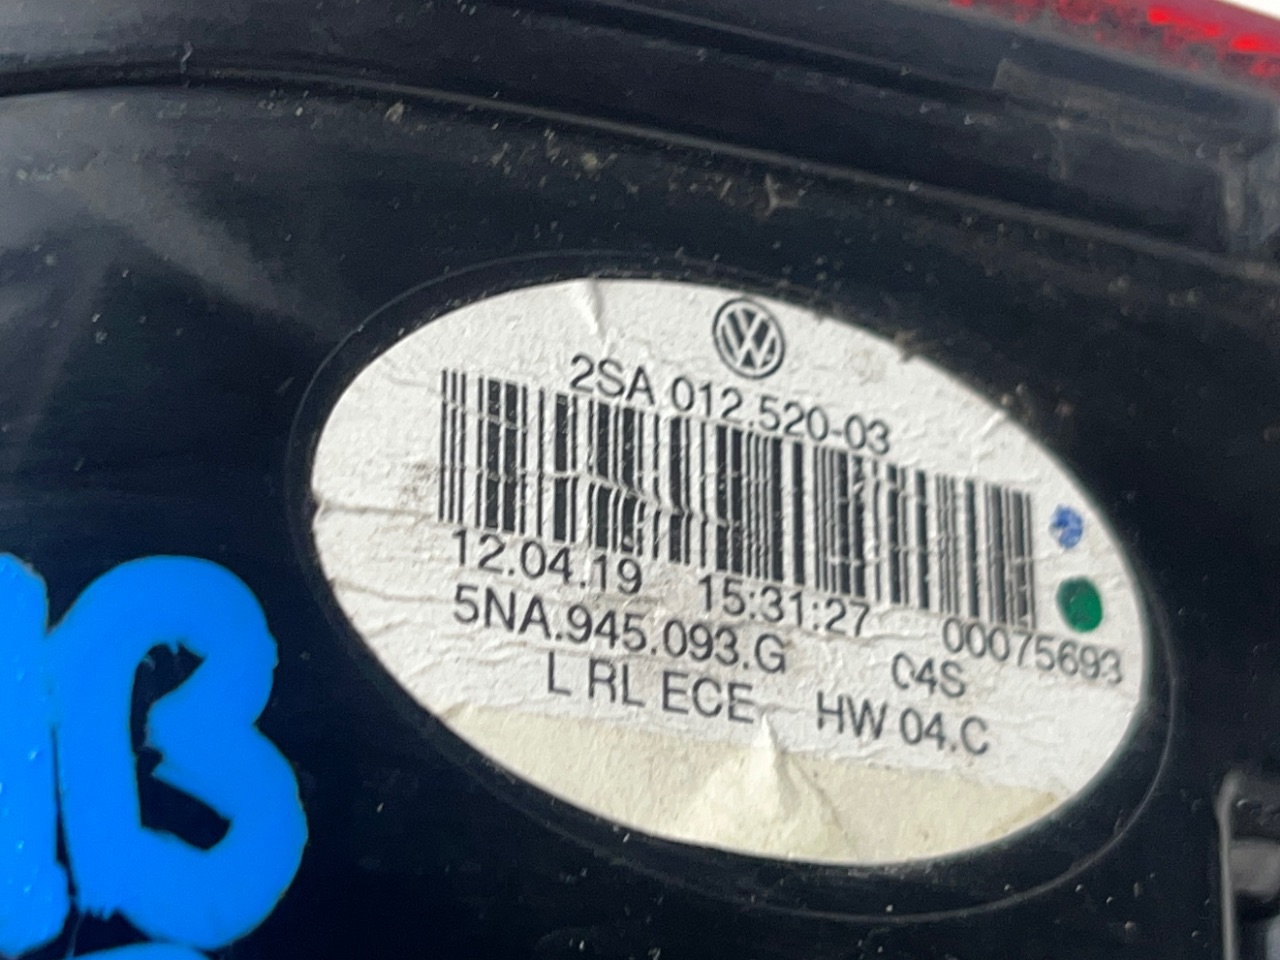 VW
2SA 012.520-03
12.04.19 15:31:27 00075693
5NA.945.093.G 04S
L RL ECE HW 04.C
B